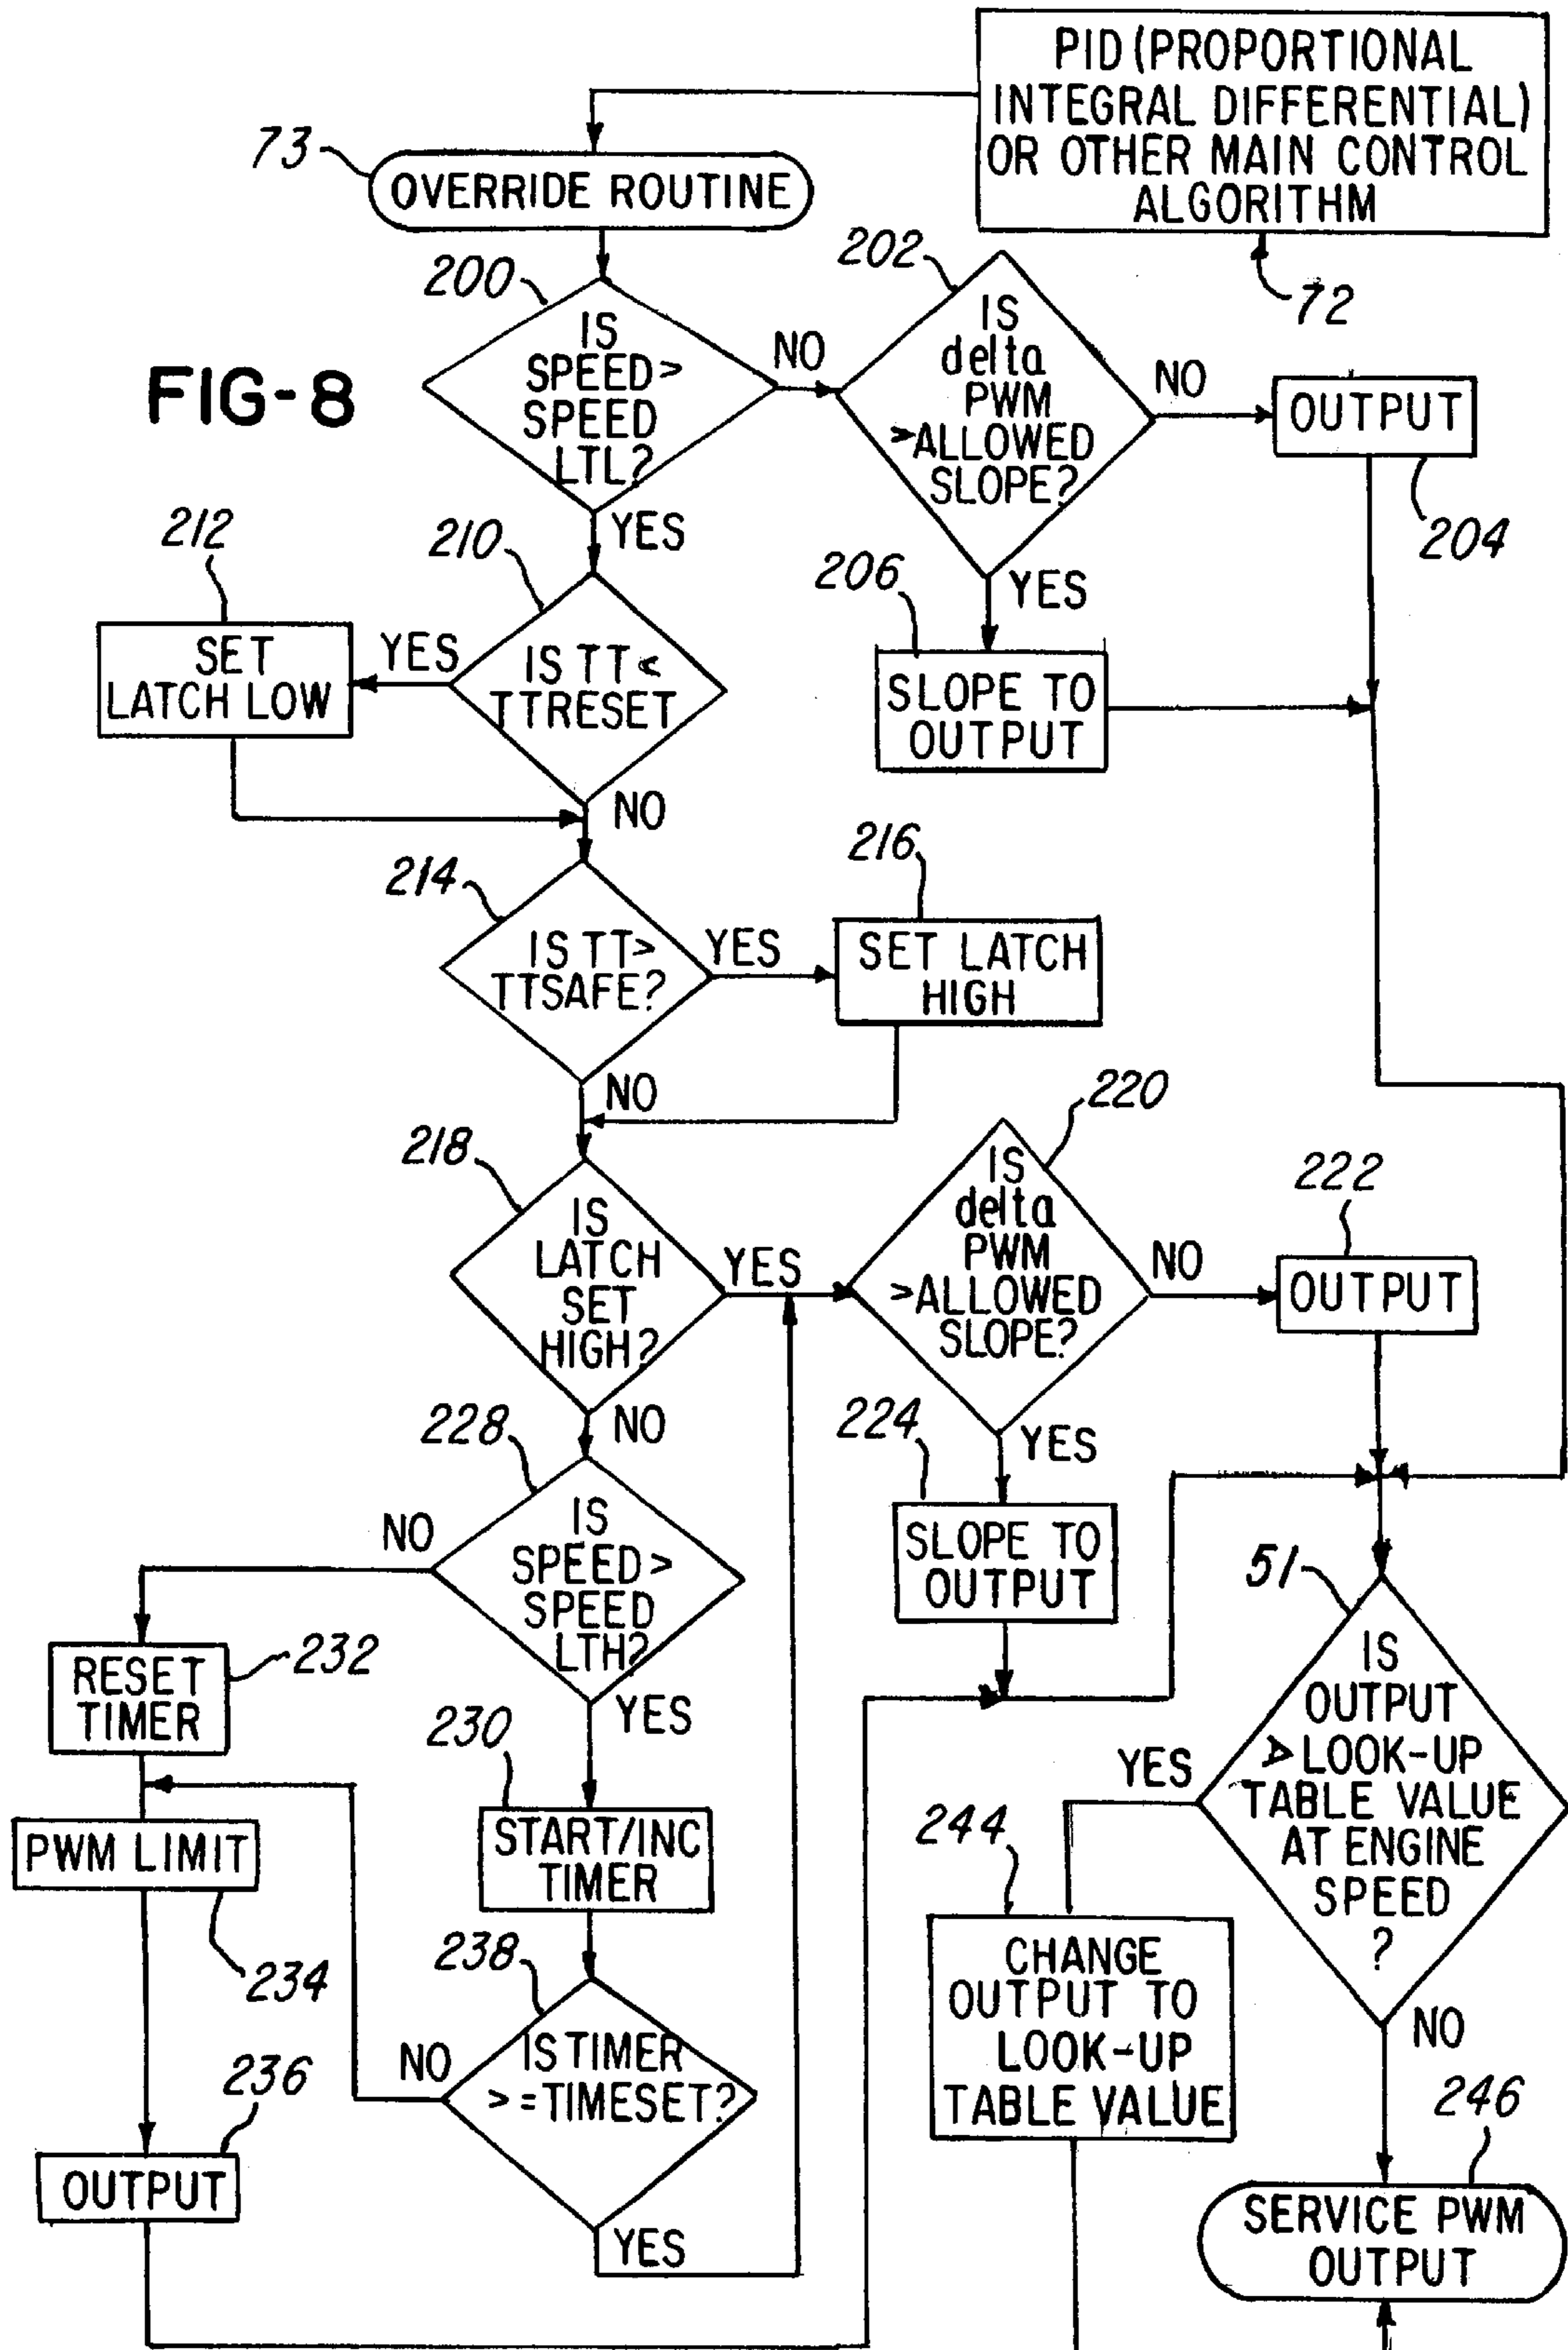 PID (PROPORTIONAL
INTEGRAL DIFFERENTIAL)
OR OTHER MAIN CONTROL
ALGORITHM
72
73
OVERRIDE ROUTINE
FIG-8
200
IS
SPEED >
SPEED
LTL?
NO
YES
202
IS
delta
PWM
>ALLOWED
SLOPE?
NO
YES
OUTPUT
204
206
SLOPE TO
OUTPUT
210
IS TT <
TTRESET
YES
NO
212
SET
LATCH LOW
214
IS TT >
TTSAFE?
YES
NO
216
SET LATCH
HIGH
218
IS
LATCH
SET
HIGH?
YES
NO
220
IS
delta
PWM
>ALLOWED
SLOPE?
NO
YES
222
OUTPUT
224
SLOPE TO
OUTPUT
228
IS
SPEED >
SPEED
LTH?
NO
YES
RESET
TIMER
232
230
START/INC
TIMER
PWM LIMIT
234
238
IS TIMER
>=TIMESET?
NO
YES
236
OUTPUT
51
IS
OUTPUT
> LOOK-UP
TABLE VALUE
AT ENGINE
SPEED
?
YES
NO
244
CHANGE
OUTPUT TO
LOOK-UP
TABLE VALUE
246
SERVICE PWM
OUTPUT